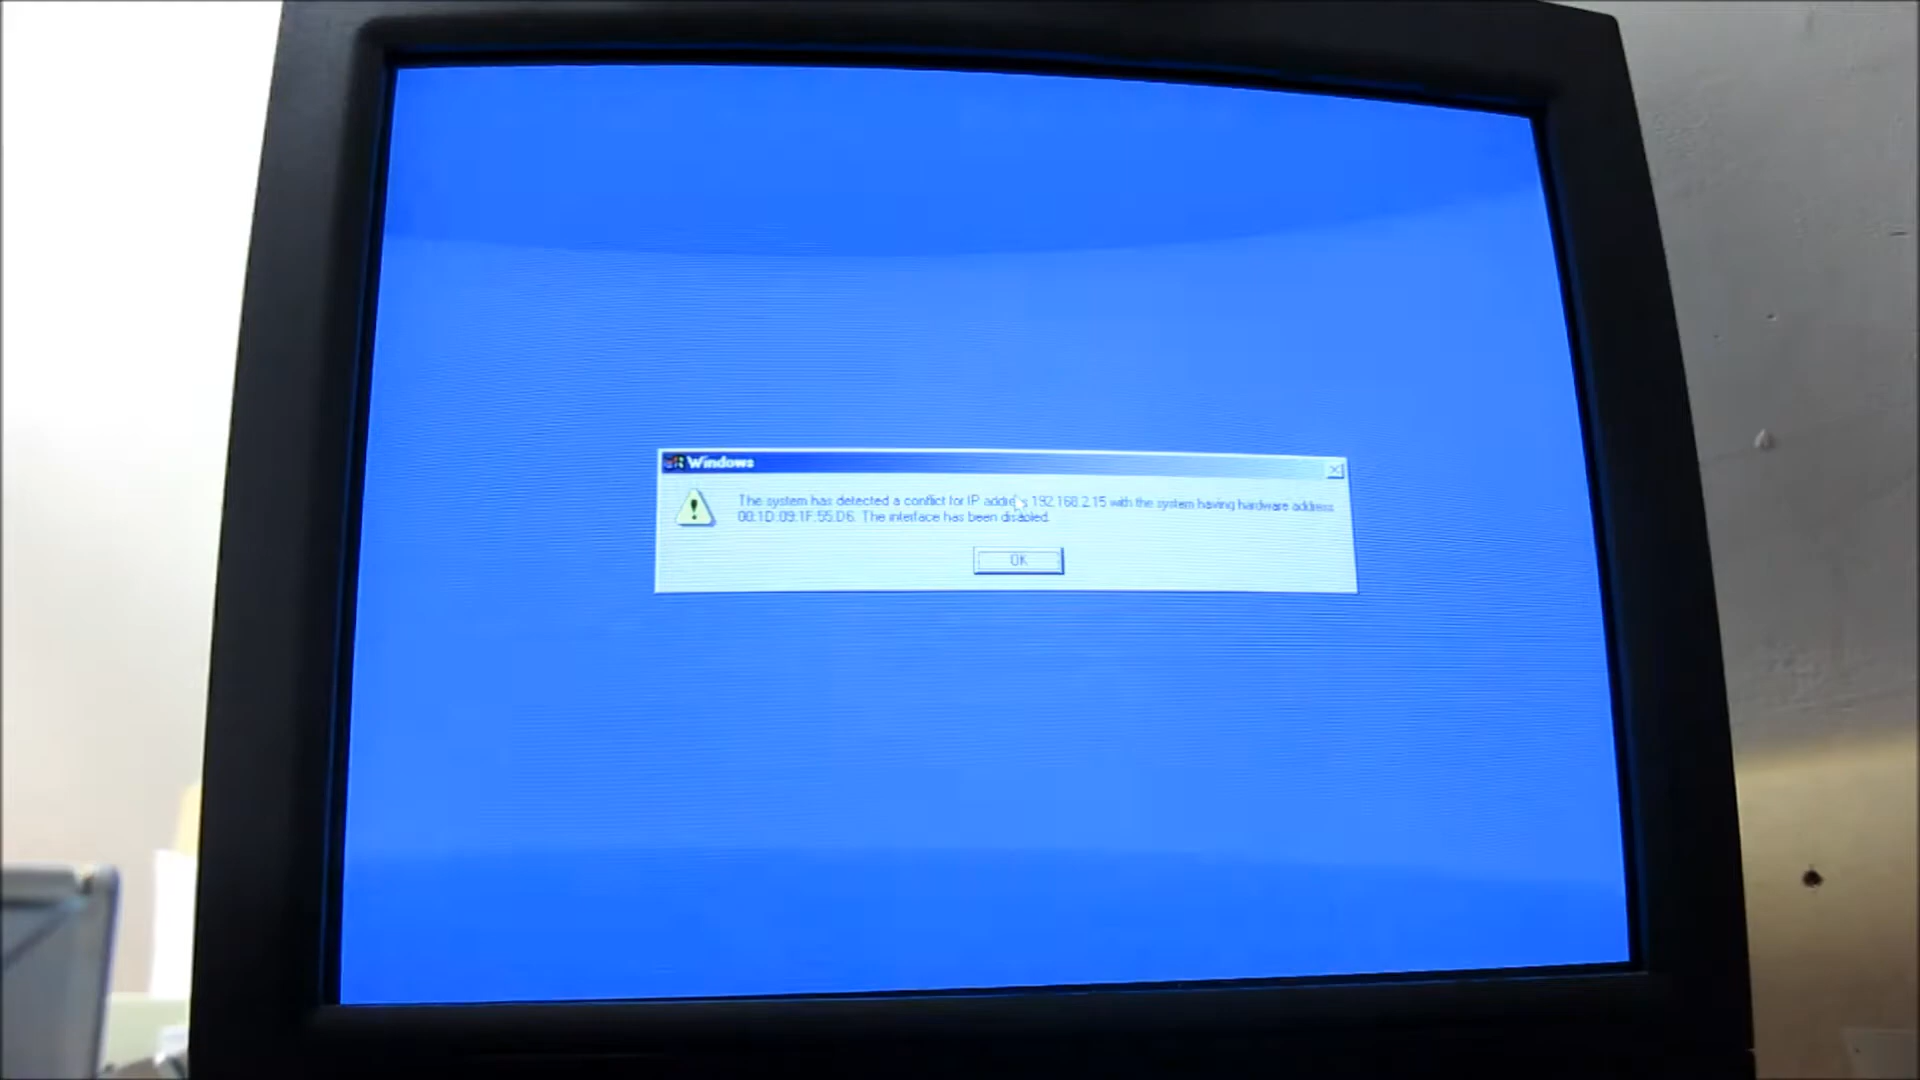 Windows
The system has detected a conflict for IP address 192.168.2.15 with the system having hardware address
00:1D:09:1F:55:D6. The interface has been disabled.
OK